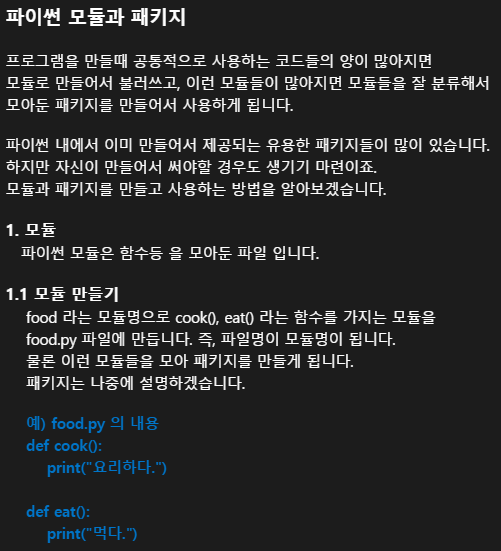 파이썬 모듈과 패키지
프로그램을 만들때 공통적으로 사용하는 코드들의 양이 많아지면
모듈로 만들어서 불러쓰고, 이런 모듈들이 많아지면 모듈들을 잘 분류해서
모아둔 패키지를 만들어서 사용하게 됩니다.
파이썬 내에서 이미 만들어서 제공되는 유용한 패키지들이 많이 있습니다.
하지만 자신이 만들어서 써야할 경우도 생기기 마련이죠.
모듈과 패키지를 만들고 사용하는 방법을 알아보겠습니다.
1. 모듈
파이썬 모듈은 함수등 을 모아둔 파일 입니다.
1.1 모듈 만들기
food 라는 모듈명으로 cook(), eat() 라는 함수를 가지는 모듈을
food.py 파일에 만듭니다. 즉, 파일명이 모듈명이 됩니다.
물론 이런 모듈들을 모아 패키지를 만들게 됩니다.
패키지는 나중에 설명하겠습니다.
예) food.py 의 내용
def cook():
print("요리하다.")
def eat():
print("먹다.")